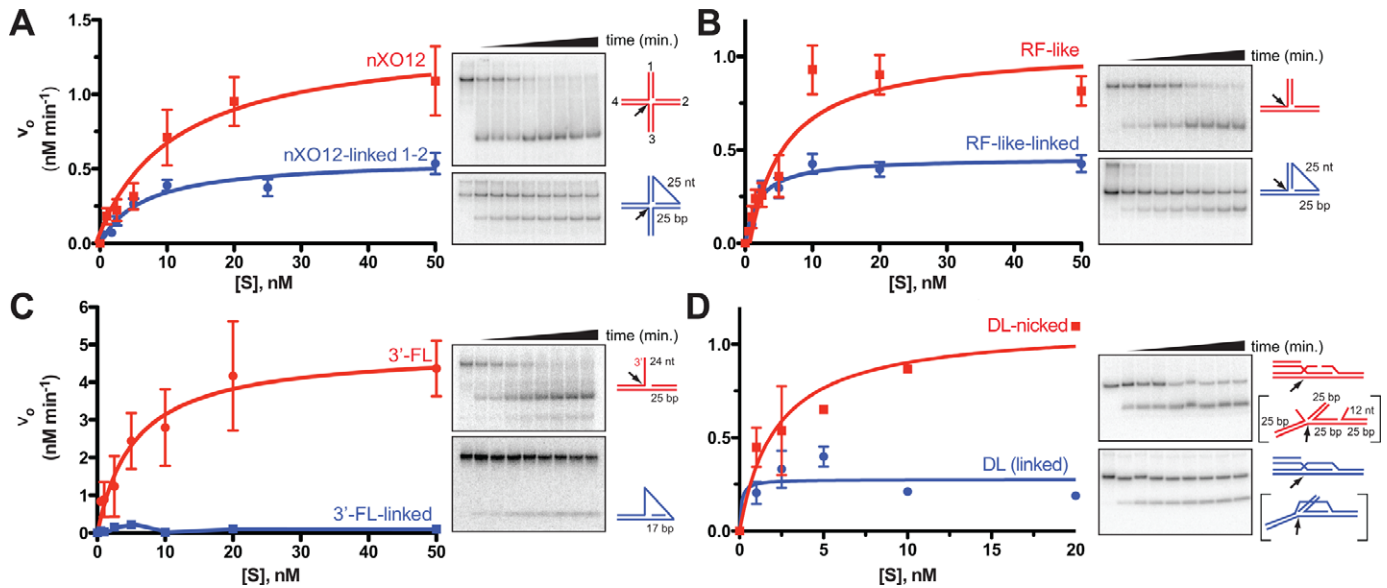 A
1.5
1.0
0.5
0.0
vo
(nM min-1)
nXO12
nXO12-linked 1-2
0 10 20 30 40 50
[S], nM
time (min.)
1
4 2
3
25 nt
25 bp
B
1.0
0.5
0.0
RF-like
RF-like-linked
0 10 20 30 40 50
[S], nM
time (min.)
25 nt
25 bp
C
6
5
4
3
2
1
0
vo
(nM min-1)
3'-FL
3'-FL-linked
0 10 20 30 40 50
[S], nM
time (min.)
3'
24 nt
25 bp
17 bp
D
1.0
0.5
0.0
DL-nicked
DL (linked)
0 5 10 15 20
[S], nM
time (min.)
25 bp
25 bp 12 nt
25 bp 25 bp